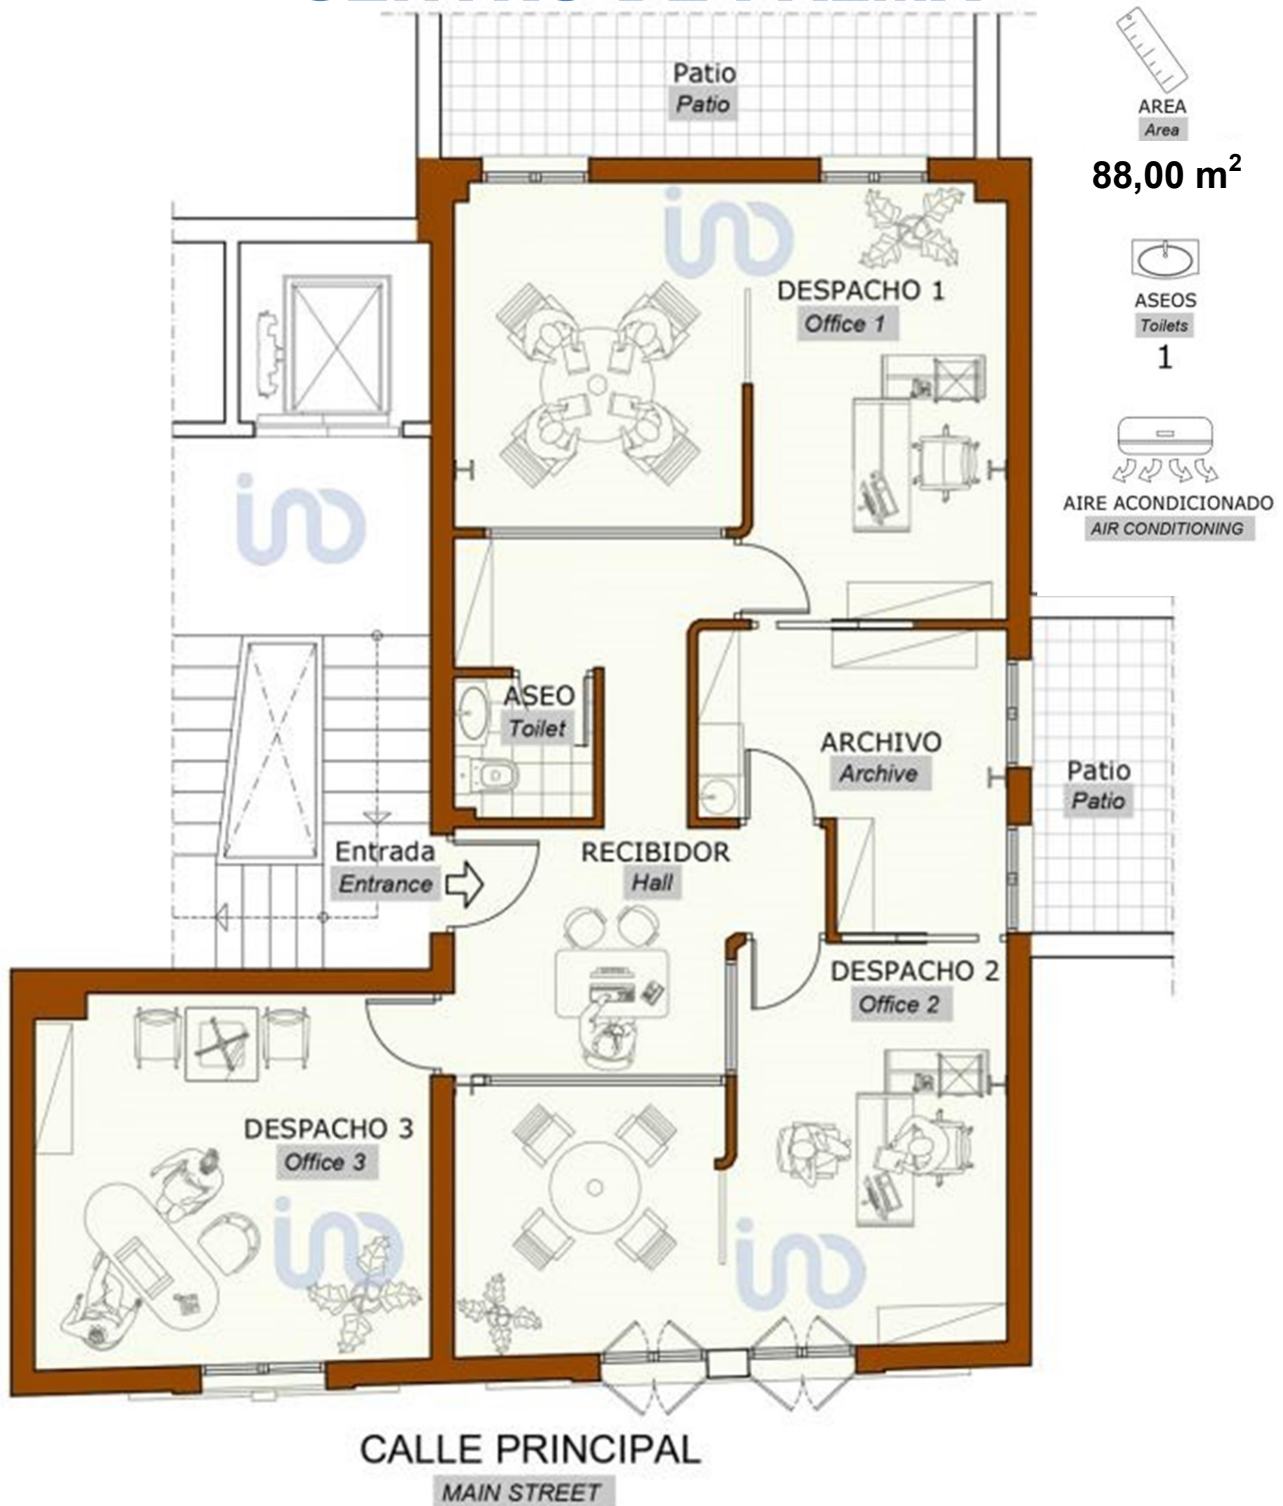 Patio
Patio
AREA
Area
88,00 m²
DESPACHO 1
Office 1
ASEOS
Toilets
1
AIRE ACONDICIONADO
AIR CONDITIONING
ASEO
Toilet
ARCHIVO
Archive
Patio
Patio
Entrada
Entrance
RECIBIDOR
Hall
DESPACHO 2
Office 2
DESPACHO 3
Office 3
CALLE PRINCIPAL
MAIN STREET